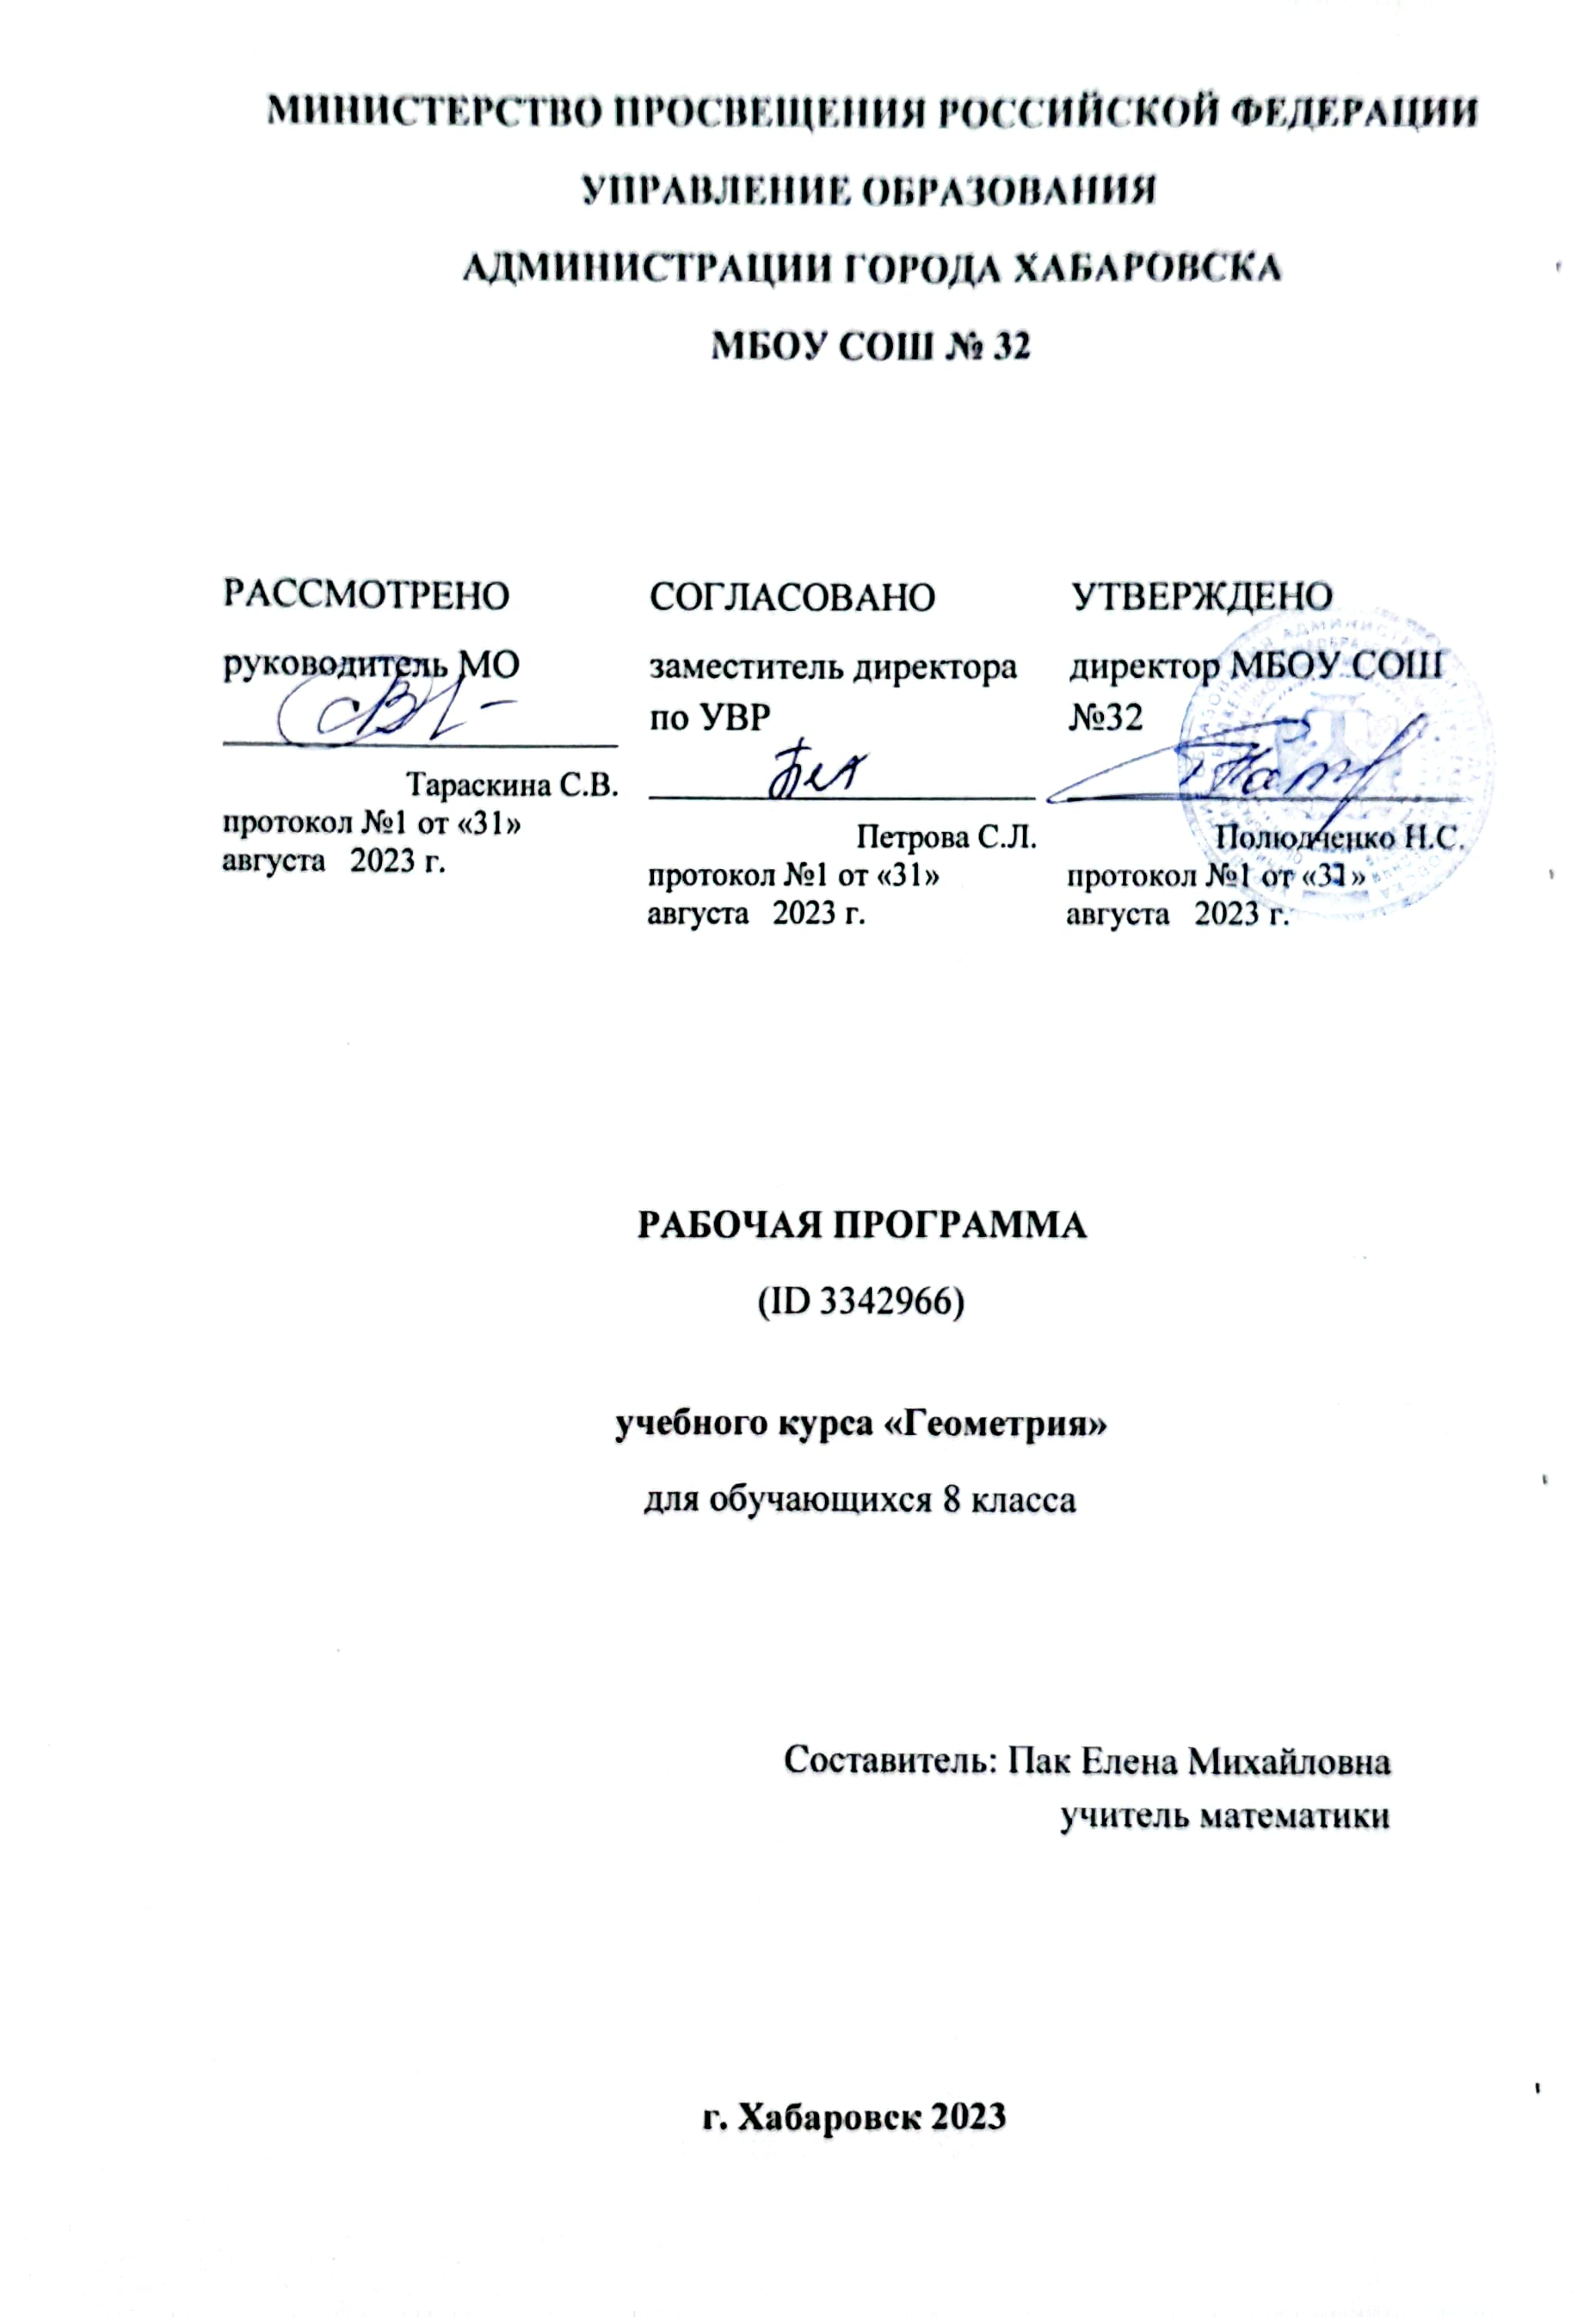 МИНИСТЕРСТВО ПРОСВЕЩЕНИЯ РОССИЙСКОЙ ФЕДЕРАЦИИ
УПРАВЛЕНИЕ ОБРАЗОВАНИЯ
АДМИНИСТРАЦИИ ГОРОДА ХАБАРОВСКА
МБОУ СОШ № 32
РАССМОТРЕНО
руководитель МО
Тараскина С.В.
протокол №1 от «31»
августа 2023 г.
СОГЛАСОВАНО
заместитель директора
по УВР
Петрова С.Л.
протокол №1 от «31»
августа 2023 г.
УТВЕРЖДЕНО
директор МБОУ СОШ
№32
Полюдченко Н.С.
протокол №1 от «31»
августа 2023 г.
РАБОЧАЯ ПРОГРАММА
(ID 3342966)
учебного курса «Геометрия»
для обучающихся 8 класса
Составитель: Пак Елена Михайловна
учитель математики
г. Хабаровск 2023